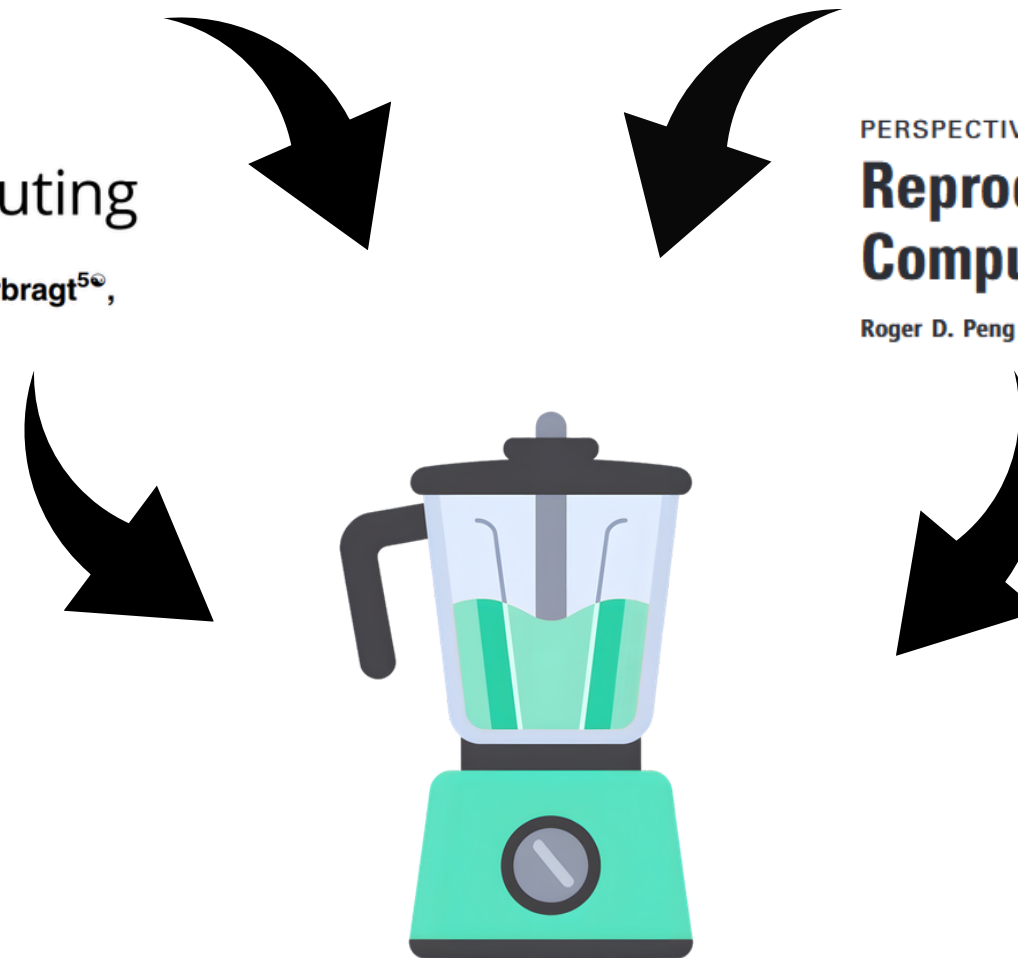 uting
bragt⁵☯,
PERSPECTIV
Reproc
Compu
Roger D. Peng